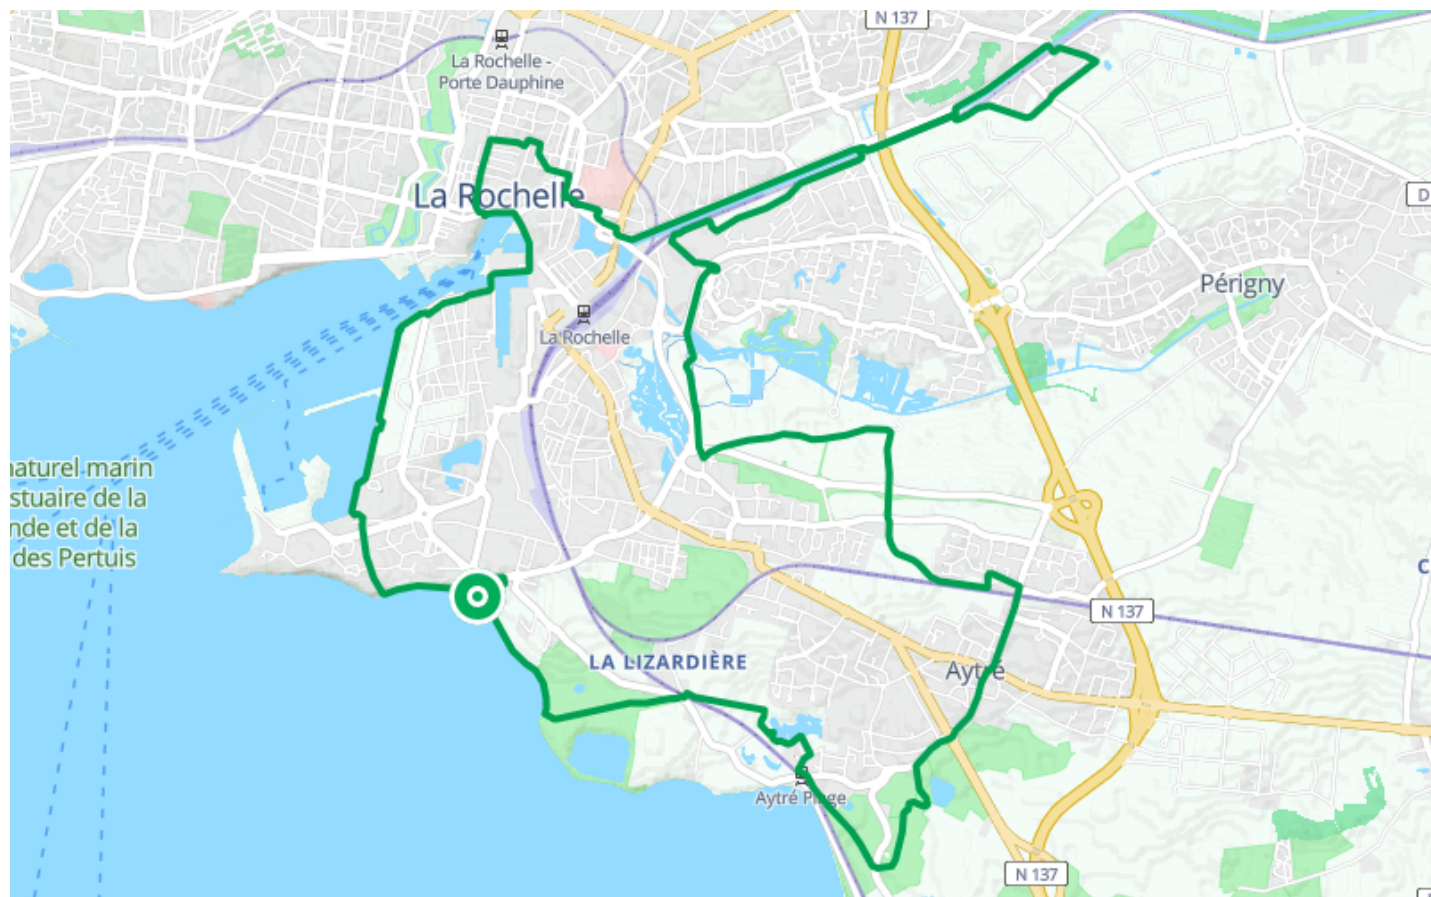 N 137
La Rochelle -
Porte Dauphine
La Rochelle
D
Périgny
La Rochelle
naturel marin
stuaire de la
nde et de la
des Pertuis
C
N 137
LA LIZARDIÈRE
Aytré
Aytré Plage
N 137